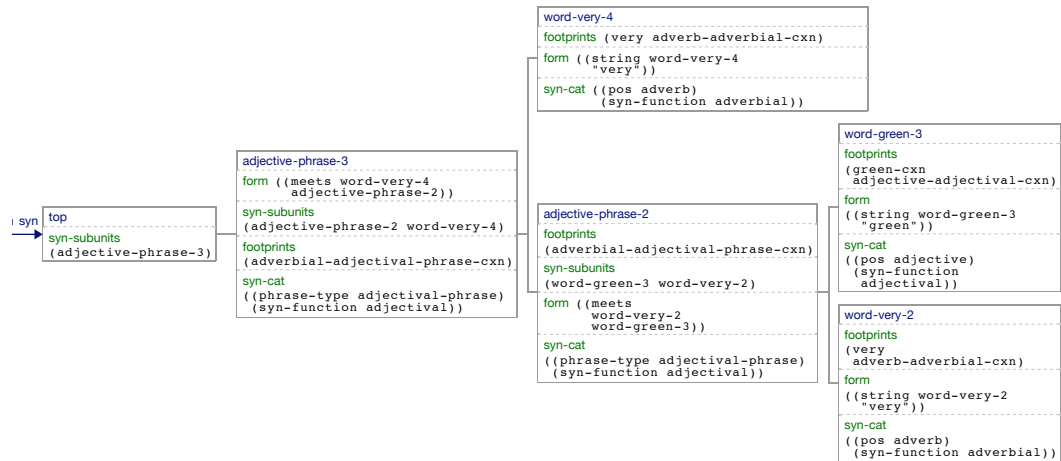 syn
top
syn-subunits
(adjective-phrase-3)
adjective-phrase-3
form ((meets word-very-4
adjective-phrase-2))
syn-subunits
(adjective-phrase-2 word-very-4)
footprints
(adverbial-adjectival-phrase-cxn)
syn-cat
((phrase-type adjectival-phrase)
(syn-function adjectival))
word-very-4
footprints (very adverb-adverbial-cxn)
form ((string word-very-4
"very"))
syn-cat ((pos adverb)
(syn-function adverbial))
adjective-phrase-2
footprints
(adverbial-adjectival-phrase-cxn)
syn-subunits
(word-green-3 word-very-2)
form ((meets
word-very-2
word-green-3))
syn-cat
((phrase-type adjectival-phrase)
(syn-function adjectival))
word-green-3
footprints
(green-cxn
adjective-adjectival-cxn)
form
((string word-green-3
"green"))
syn-cat
((pos adjective)
(syn-function
adjectival))
word-very-2
footprints
(very
adverb-adverbial-cxn)
form
((string word-very-2
"very"))
syn-cat
((pos adverb)
(syn-function adverbial))